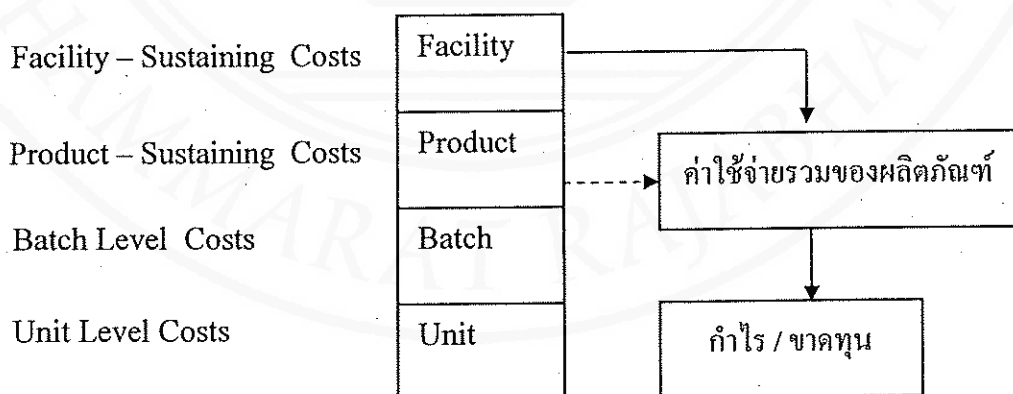 Facility – Sustaining Costs
Facility
Product – Sustaining Costs
Product
ค่าใช้จ่ายรวมของผลิตภัณฑ์
Batch Level Costs
Batch
Unit Level Costs
Unit
กำไร / ขาดทุน
HAMMARAT RAJABHAT